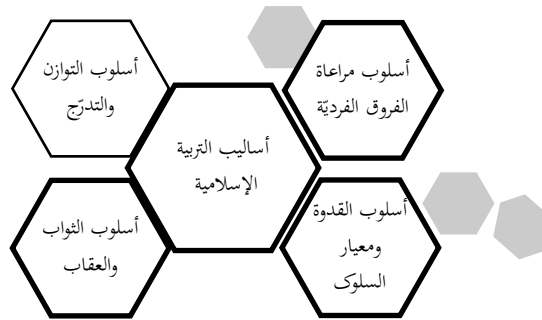 أسلوب مراعاة
الفروق الفرديّة
أسلوب التوازن
والتدرّج
أساليب التربية
الإسلامية
أسلوب القدوة
ومعيار
السلوك
أسلوب الثواب
والعقاب